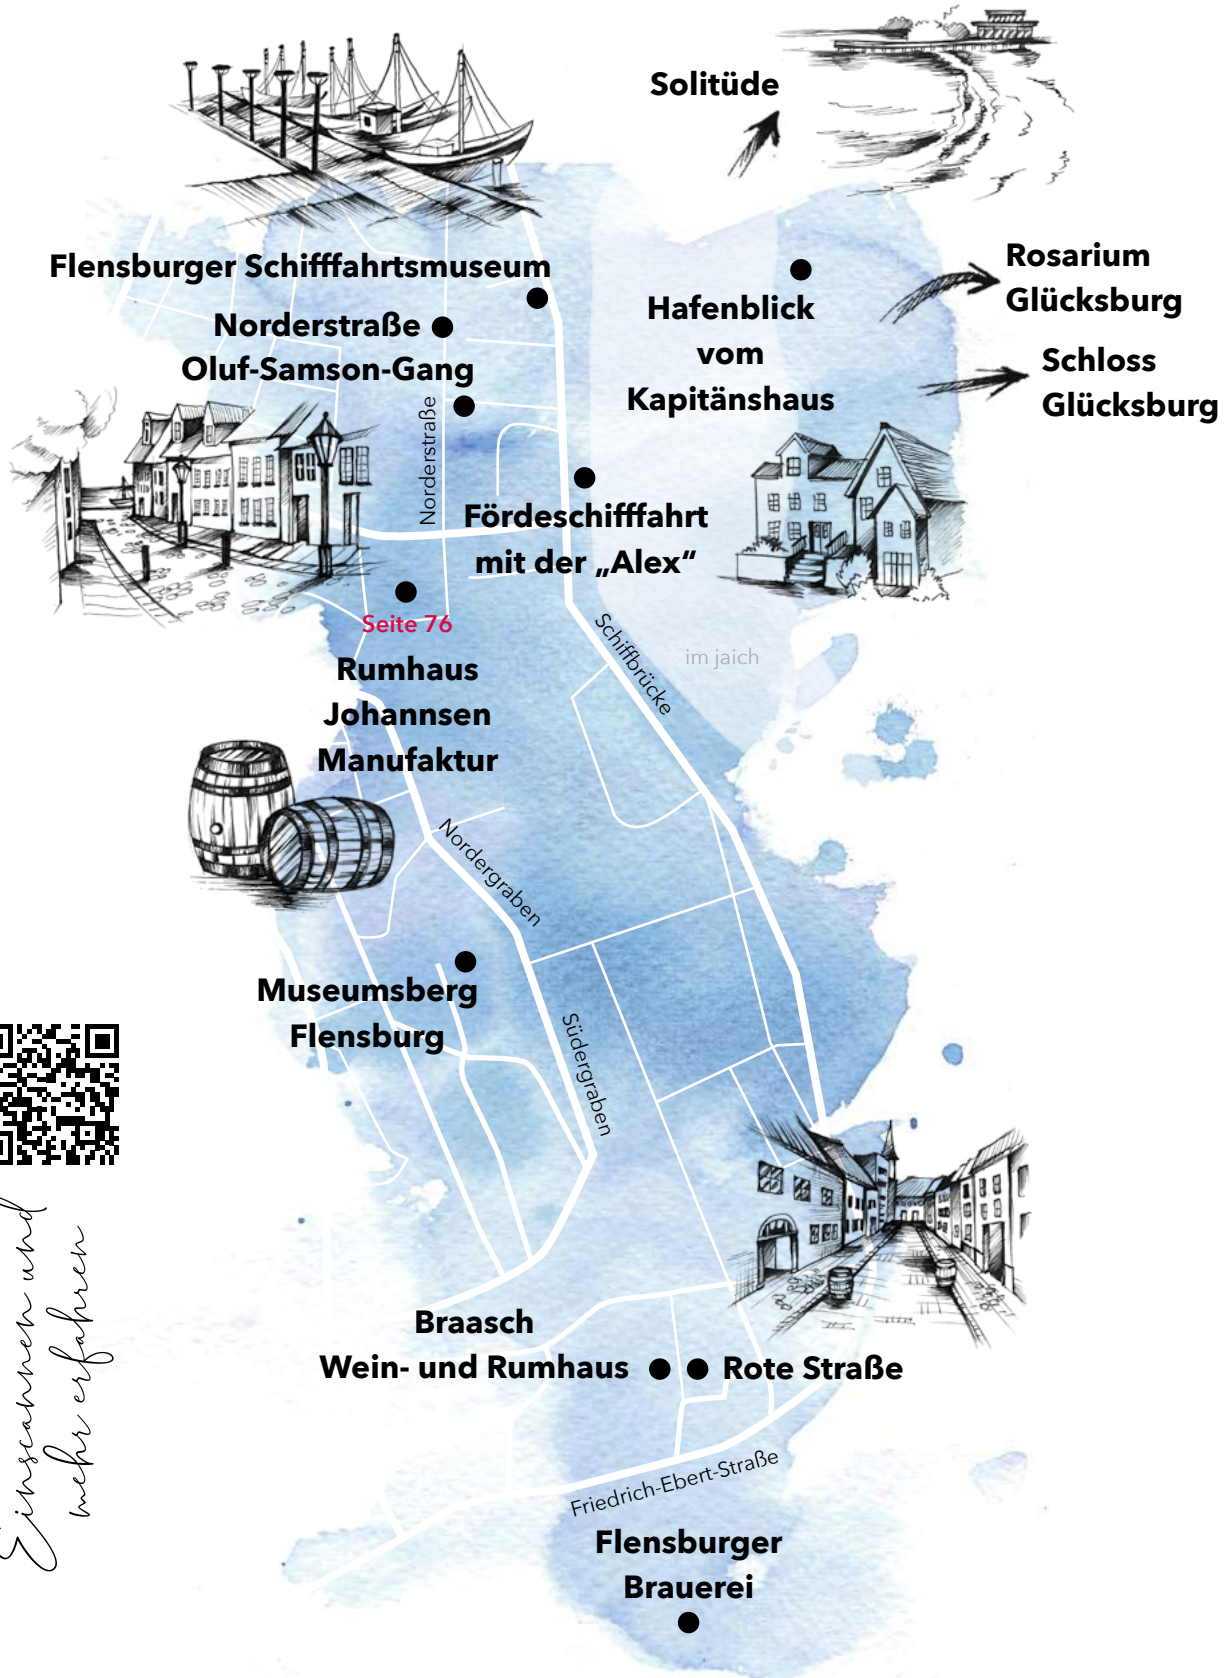 Solitüde
Rosarium
Glücksburg
Flensburger Schifffahrtsmuseum
Hafenblick
vom
Kapitänshaus
Norderstraße
Oluf-Samson-Gang
Schloss
Glücksburg
Norderstraße
Fördeschifffahrt
mit der „Alex“
Seite 76
Rumhaus
Johannsen
Manufaktur
Schiffbrücke
im jaich
Nordergraben
Museumsberg
Flensburg
Südergraben
Einscannen und
mehr erfahren
Braasch
Wein- und Rumhaus
Rote Straße
Friedrich-Ebert-Straße
Flensburger
Brauerei